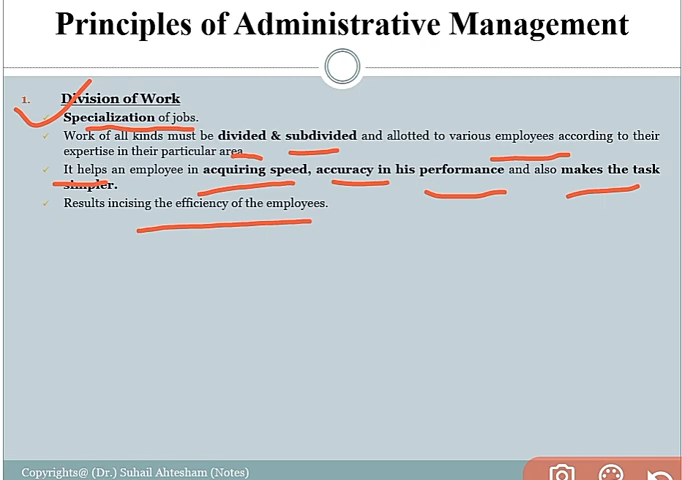 Principles of Administrative Management
1. Division of Work
Specialization of jobs.
Work of all kinds must be divided & subdivided and allotted to various employees according to their
expertise in their particular area.
It helps an employee in acquiring speed, accuracy in his performance and also makes the task
simpler.
Results incising the efficiency of the employees.
Copyrights@ (Dr.) Suhail Ahtesham (Notes)